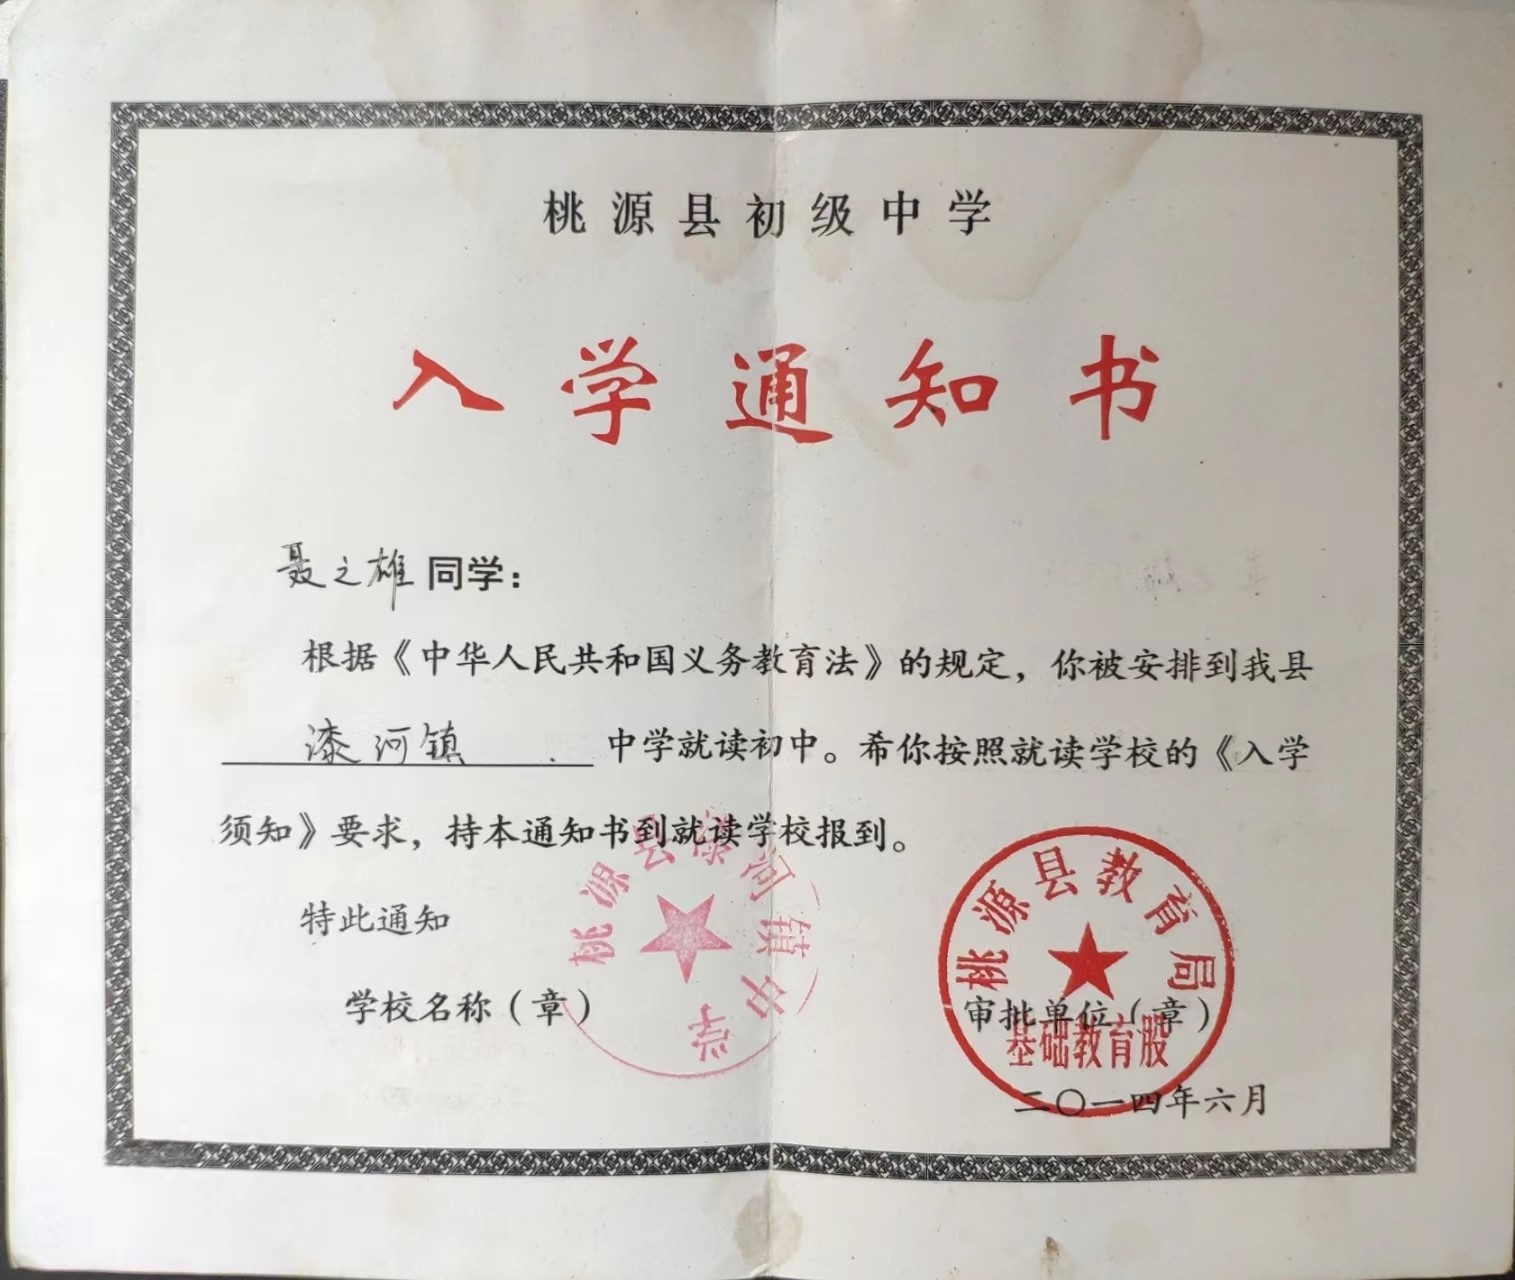 桃源县初级中学
入学通知书
聂之雄同学：
根据《中华人民共和国义务教育法》的规定，你被安排到我县
漆河镇中学就读初中。希你按照就读学校的《入学
须知》要求，持本通知书到就读学校报到。
特此通知
学校名称（章）
桃源县漆河镇中学
审批单位（章）
桃源县教育局
基础教育股
二〇一四年六月